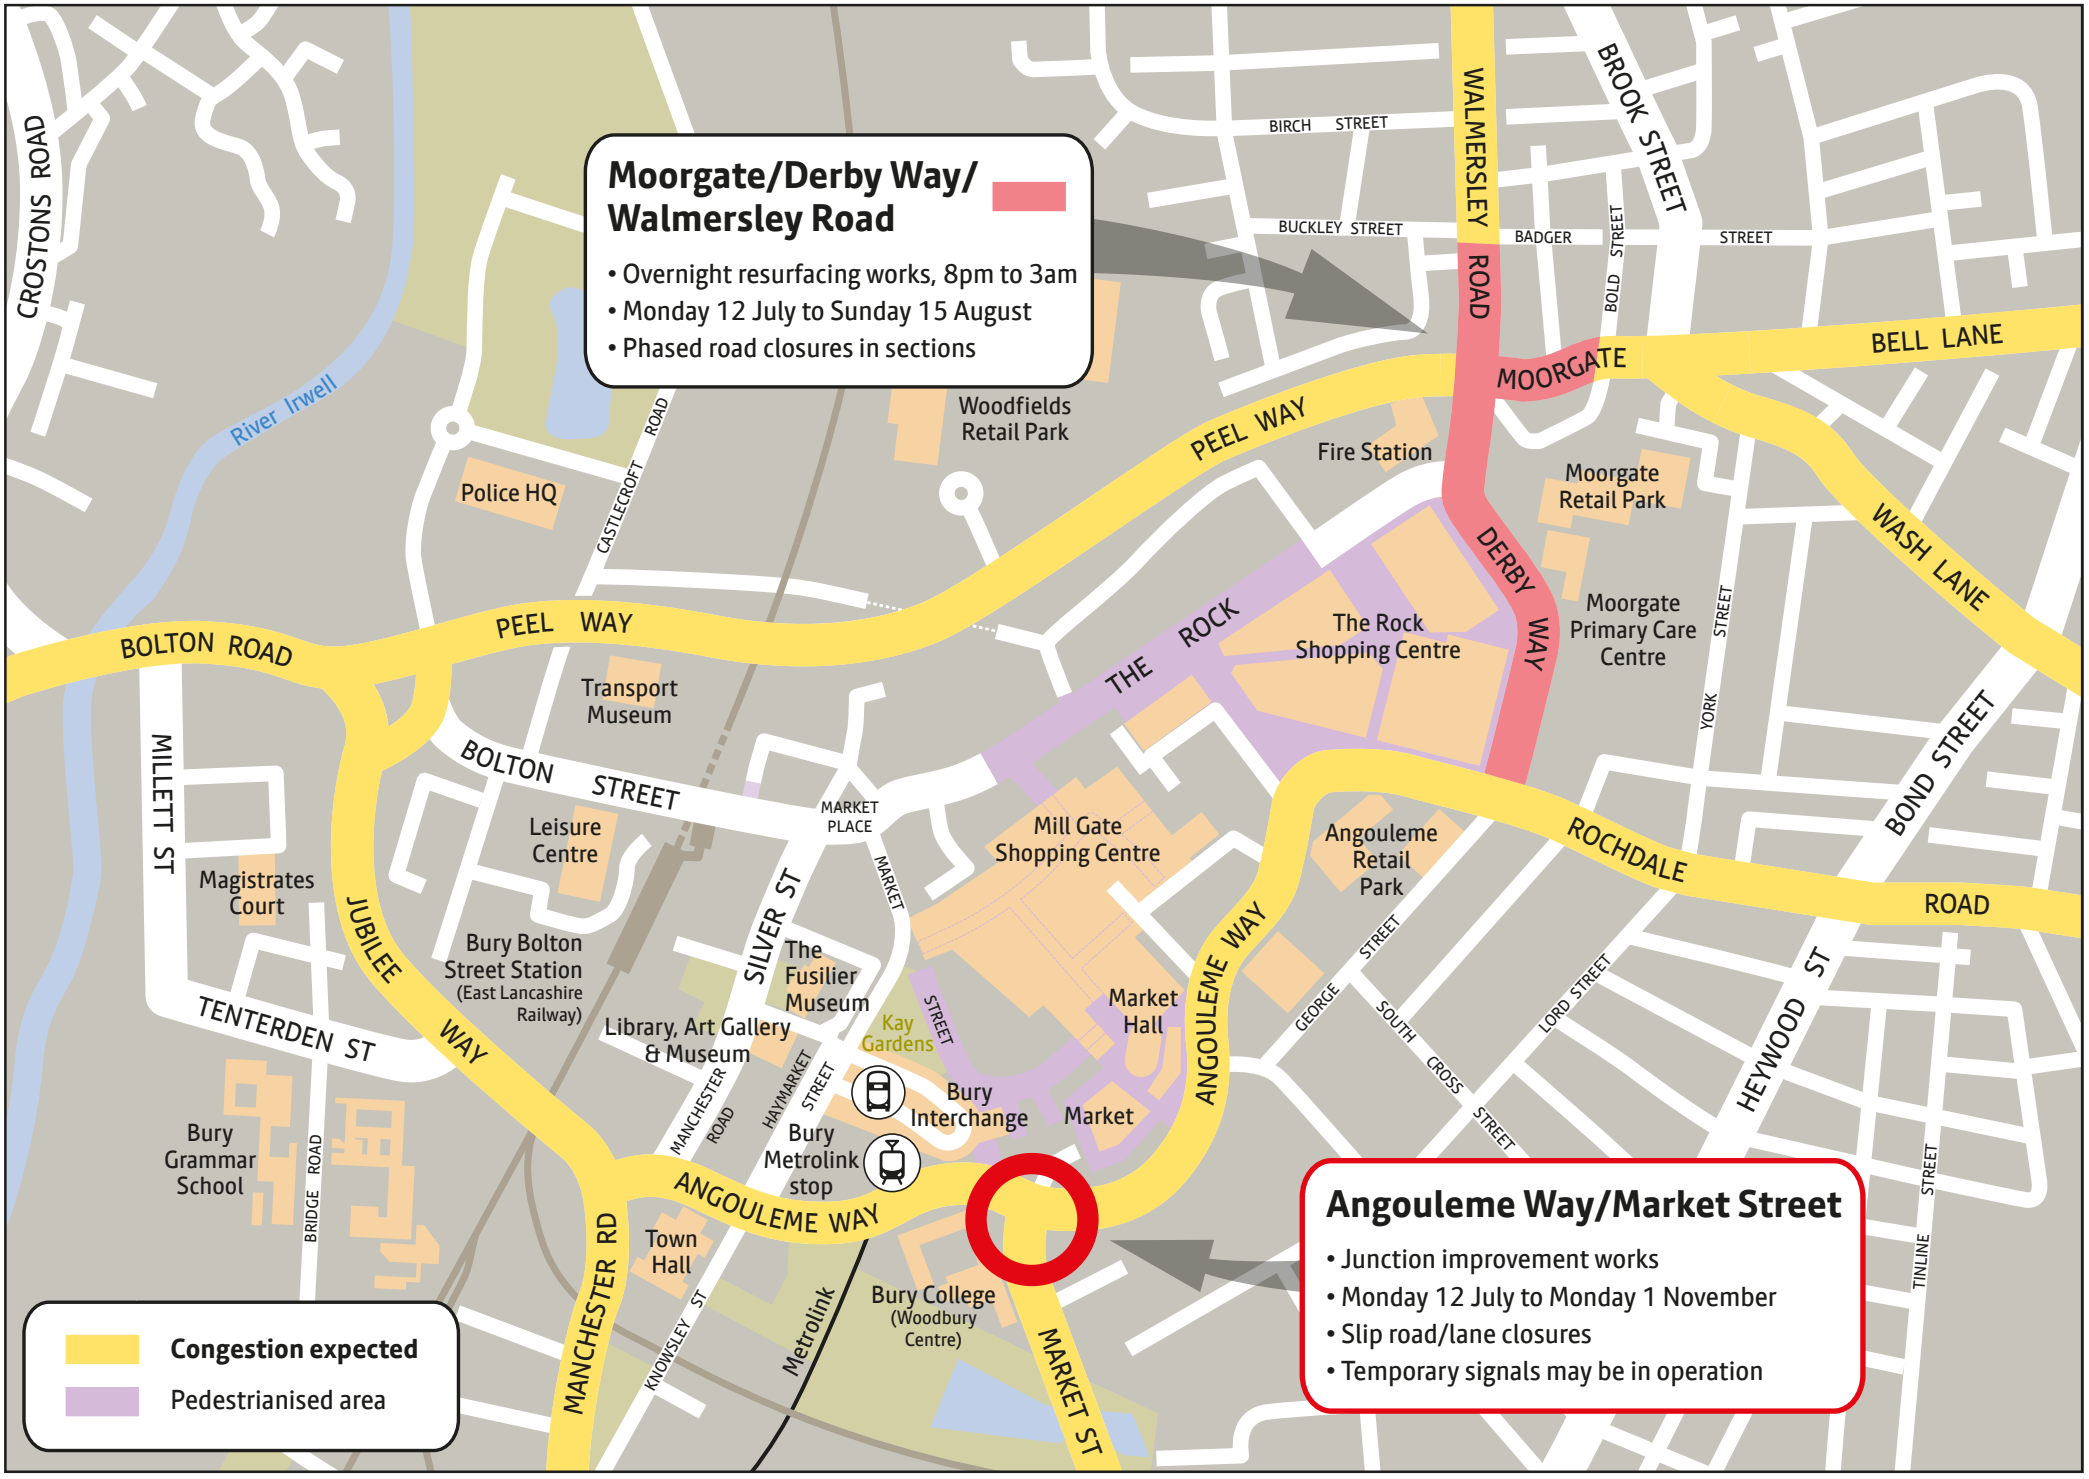 CROSTONS ROAD
River Irwell
Moorgate/Derby Way/
Walmersley Road
• Overnight resurfacing works, 8pm to 3am
• Monday 12 July to Sunday 15 August
• Phased road closures in sections
WALMERSLEY ROAD
BROOK STREET
BIRCH STREET
BUCKLEY STREET
BADGER STREET
BOLD STREET
BELL LANE
MOORGATE
PEEL WAY
Woodfields
Retail Park
Fire Station
Moorgate
Retail Park
WASH LANE
Police HQ
CASTLECROFT ROAD
DERBY WAY
Moorgate
Primary Care
Centre
YORK STREET
THE ROCK
The Rock
Shopping Centre
BOLTON ROAD
PEEL WAY
Transport
Museum
BOLTON STREET
MILLETT ST
MARKET
PLACE
Leisure
Centre
Mill Gate
Shopping Centre
Angouleme
Retail
Park
ROCHDALE ROAD
BOND STREET
Magistrates
Court
JUBILEE WAY
Bury Bolton
Street Station
(East Lancashire
Railway)
SILVER ST
MARKET STREET
The
Fusilier
Museum
Library, Art Gallery
& Museum
Kay
Gardens
Market
Hall
ANGOULEME WAY
GEORGE STREET
SOUTH CROSS STREET
LORD STREET
HEYWOOD ST
TENTERDEN ST
Bury
Grammar
School
BRIDGE ROAD
MANCHESTER ROAD
HAYMARKET STREET
Bury
Interchange
Market
Bury
Metrolink
stop
ANGOULEME WAY
Town
Hall
MANCHESTER RD
KNOWSLEY ST
Metrolink
Bury College
(Woodbury
Centre)
MARKET ST
TINLINE STREET
Angouleme Way/Market Street
• Junction improvement works
• Monday 12 July to Monday 1 November
• Slip road/lane closures
• Temporary signals may be in operation
Congestion expected
Pedestrianised area